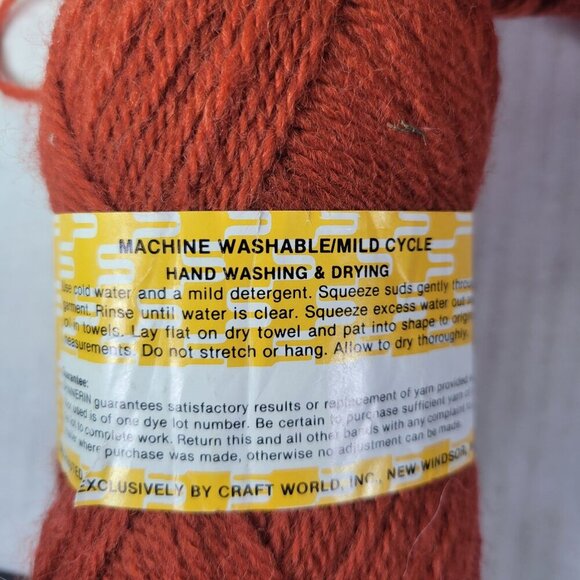 MACHINE WASHABLE/MILD CYCLE
HAND WASHING & DRYING
Use cold water and a mild detergent. Squeeze suds gently through
garment. Rinse until water is clear. Squeeze excess water out
in towels. Lay flat on dry towel and pat into shape to
measurements. Do not stretch or hang. Allow to dry thoroughly.
Guarantee:
guarantees satisfactory results or replacement of yarn provided
used is of one dye lot number. Be certain to purchase sufficient yarn
to complete work. Return this and all other bands with any complaint
where purchase was made, otherwise no adjustment can be made.
EXCLUSIVELY BY CRAFT WORLD, INC., NEW WINDSOR,